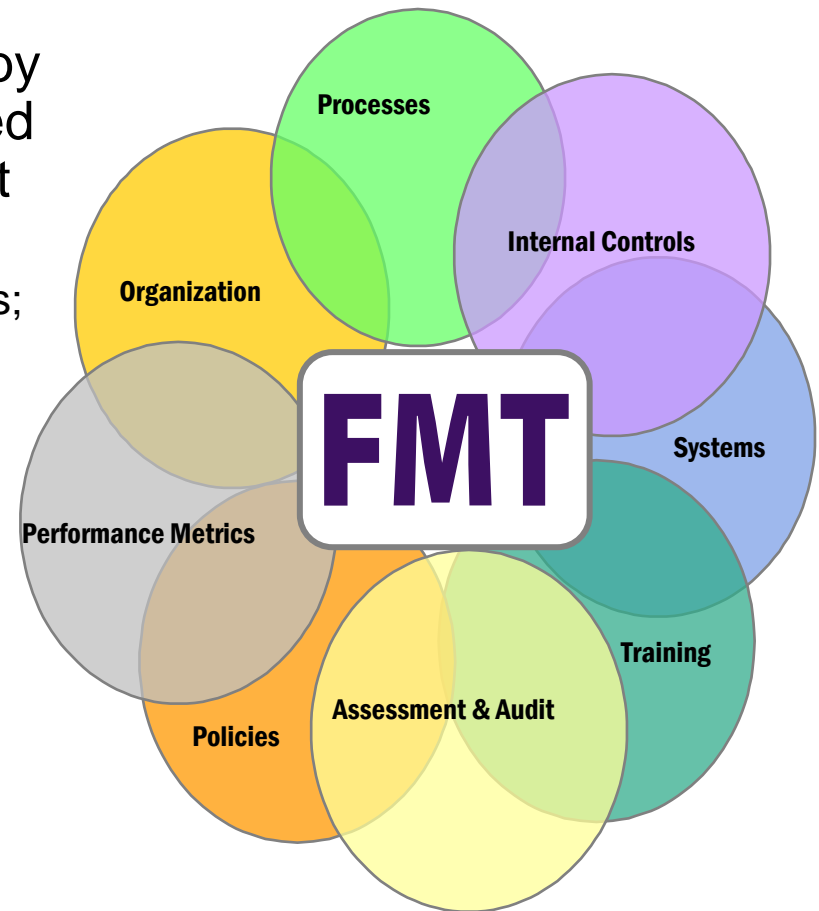 Processes
Internal Controls
Organization
s;
FMT
Systems
Performance Metrics
Training
Assessment & Audit
Policies